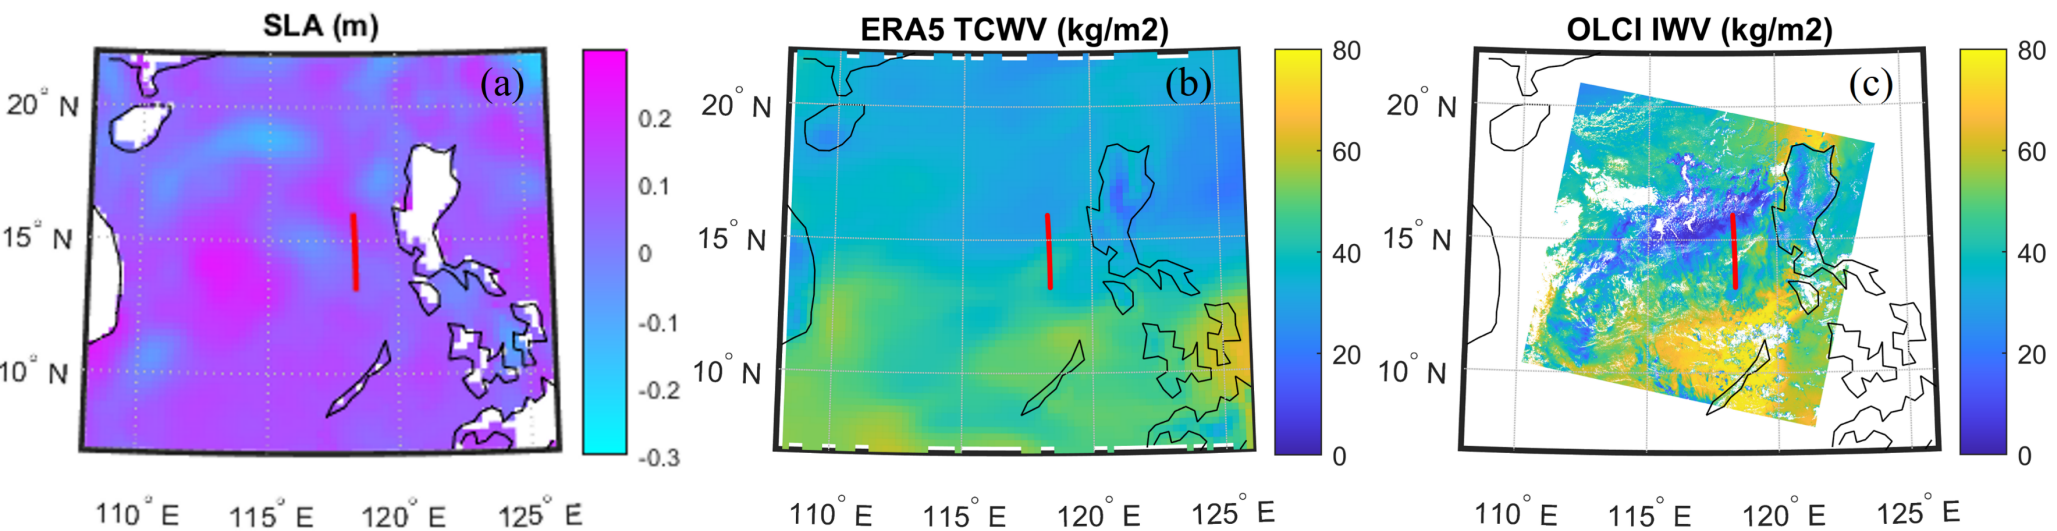 SLA (m)
(a)
20° N
15° N
10° N
110° E
115° E
120° E
125° E
0.2
0.1
0
-0.1
-0.2
-0.3
ERA5 TCWV (kg/m2)
(b)
20° N
15° N
10° N
110° E
115° E
120° E
125° E
80
60
40
20
0
OLCI IWV (kg/m2)
(c)
20° N
15° N
10° N
110° E
115° E
120° E
125° E
80
60
40
20
0